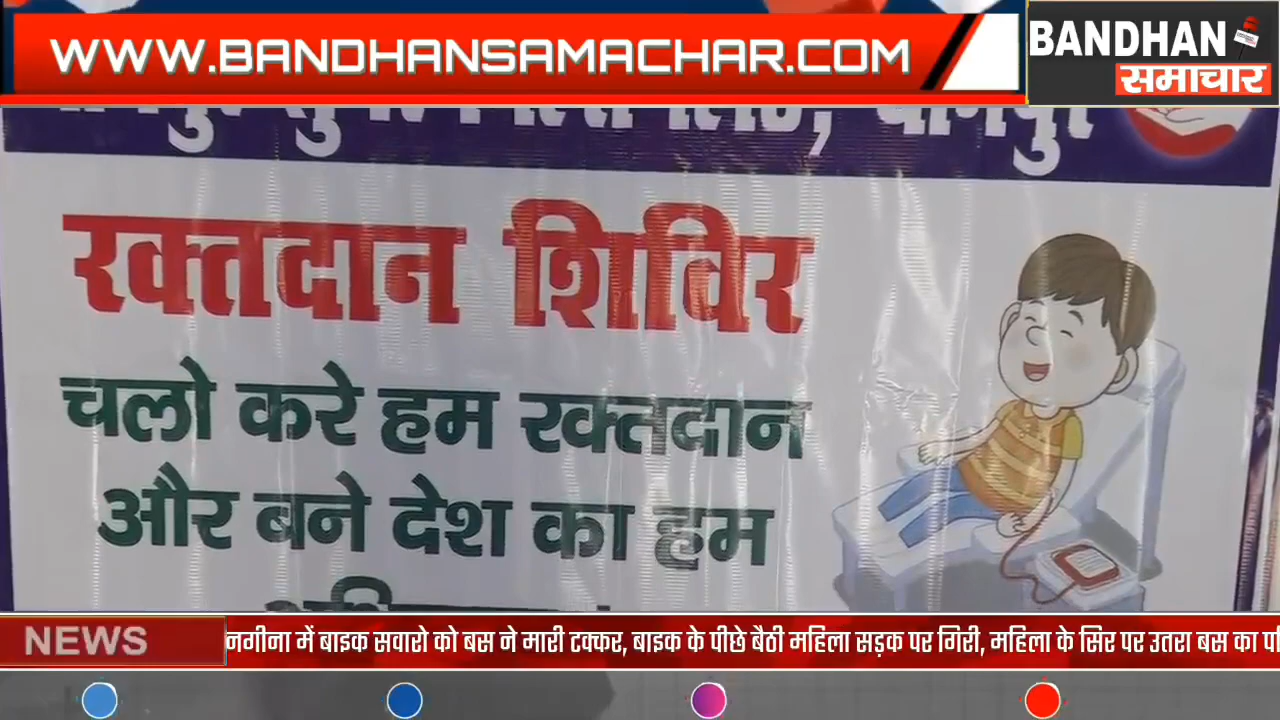 WWW.BANDHANSAMACHAR.COM
BANDHAN
समाचार
रक्तदान शिविर
चलो करे हम रक्तदान
और बने देश का हम
NEWS
नगीना में बाइक सवारो को बस ने मारी टक्कर, बाइक के पीछे बैठी महिला सड़क पर गिरी, महिला के सिर पर उतरा बस का